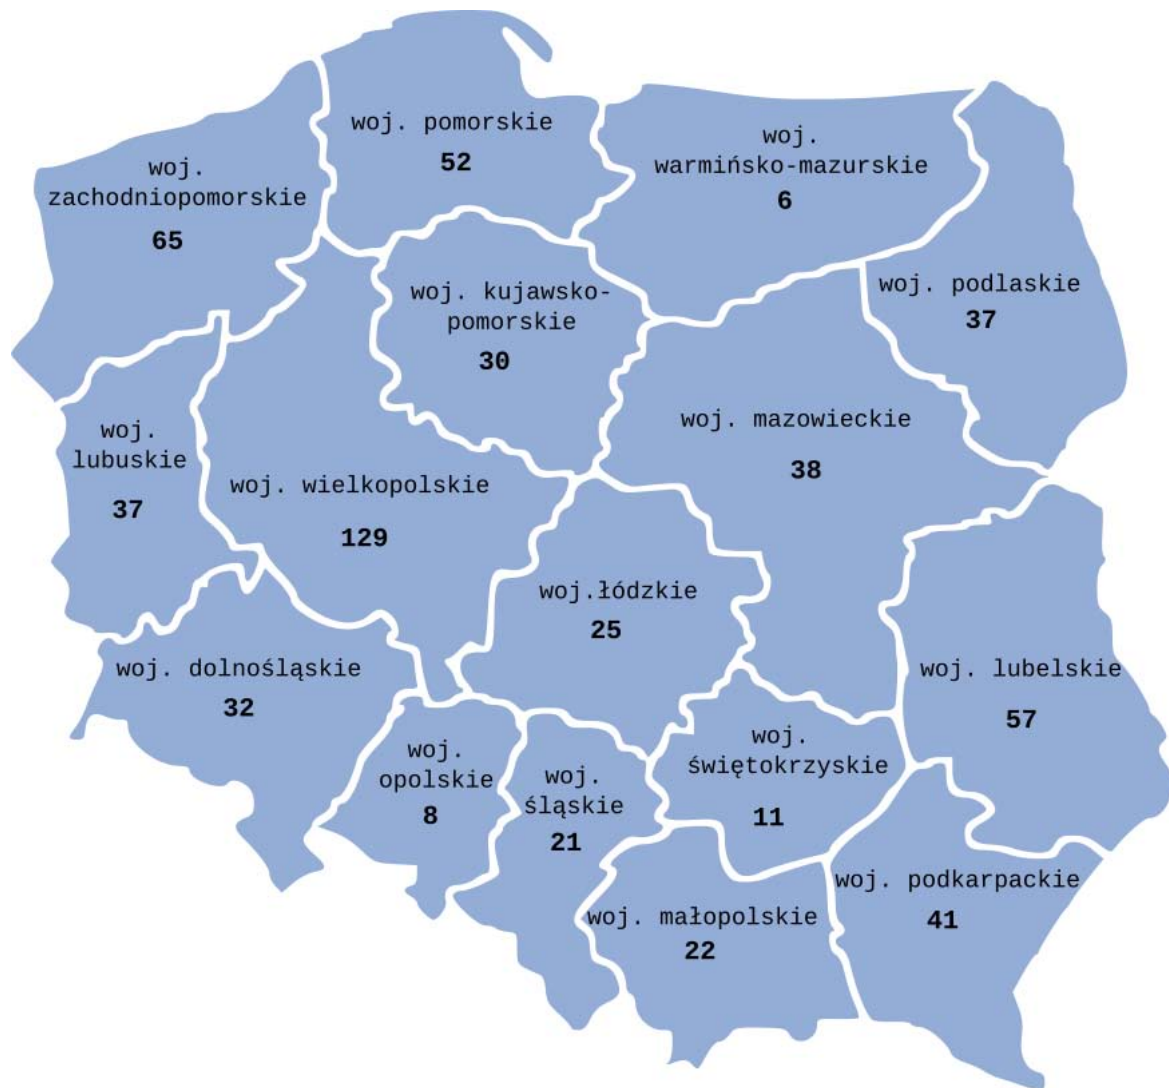 woj. pomorskie
52
woj.
warmińsko-mazurskie
6
woj.
zachodniopomorskie
65
woj. kujawsko-
pomorskie
30
woj. podlaskie
37
woj.
lubuskie
37
woj. wielkopolskie
129
woj. mazowieckie
38
woj.łódzkie
25
woj. dolnośląskie
32
woj. lubelskie
57
woj.
opolskie
8
woj.
śląskie
21
woj.
świętokrzyskie
11
woj. małopolskie
22
woj. podkarpackie
41